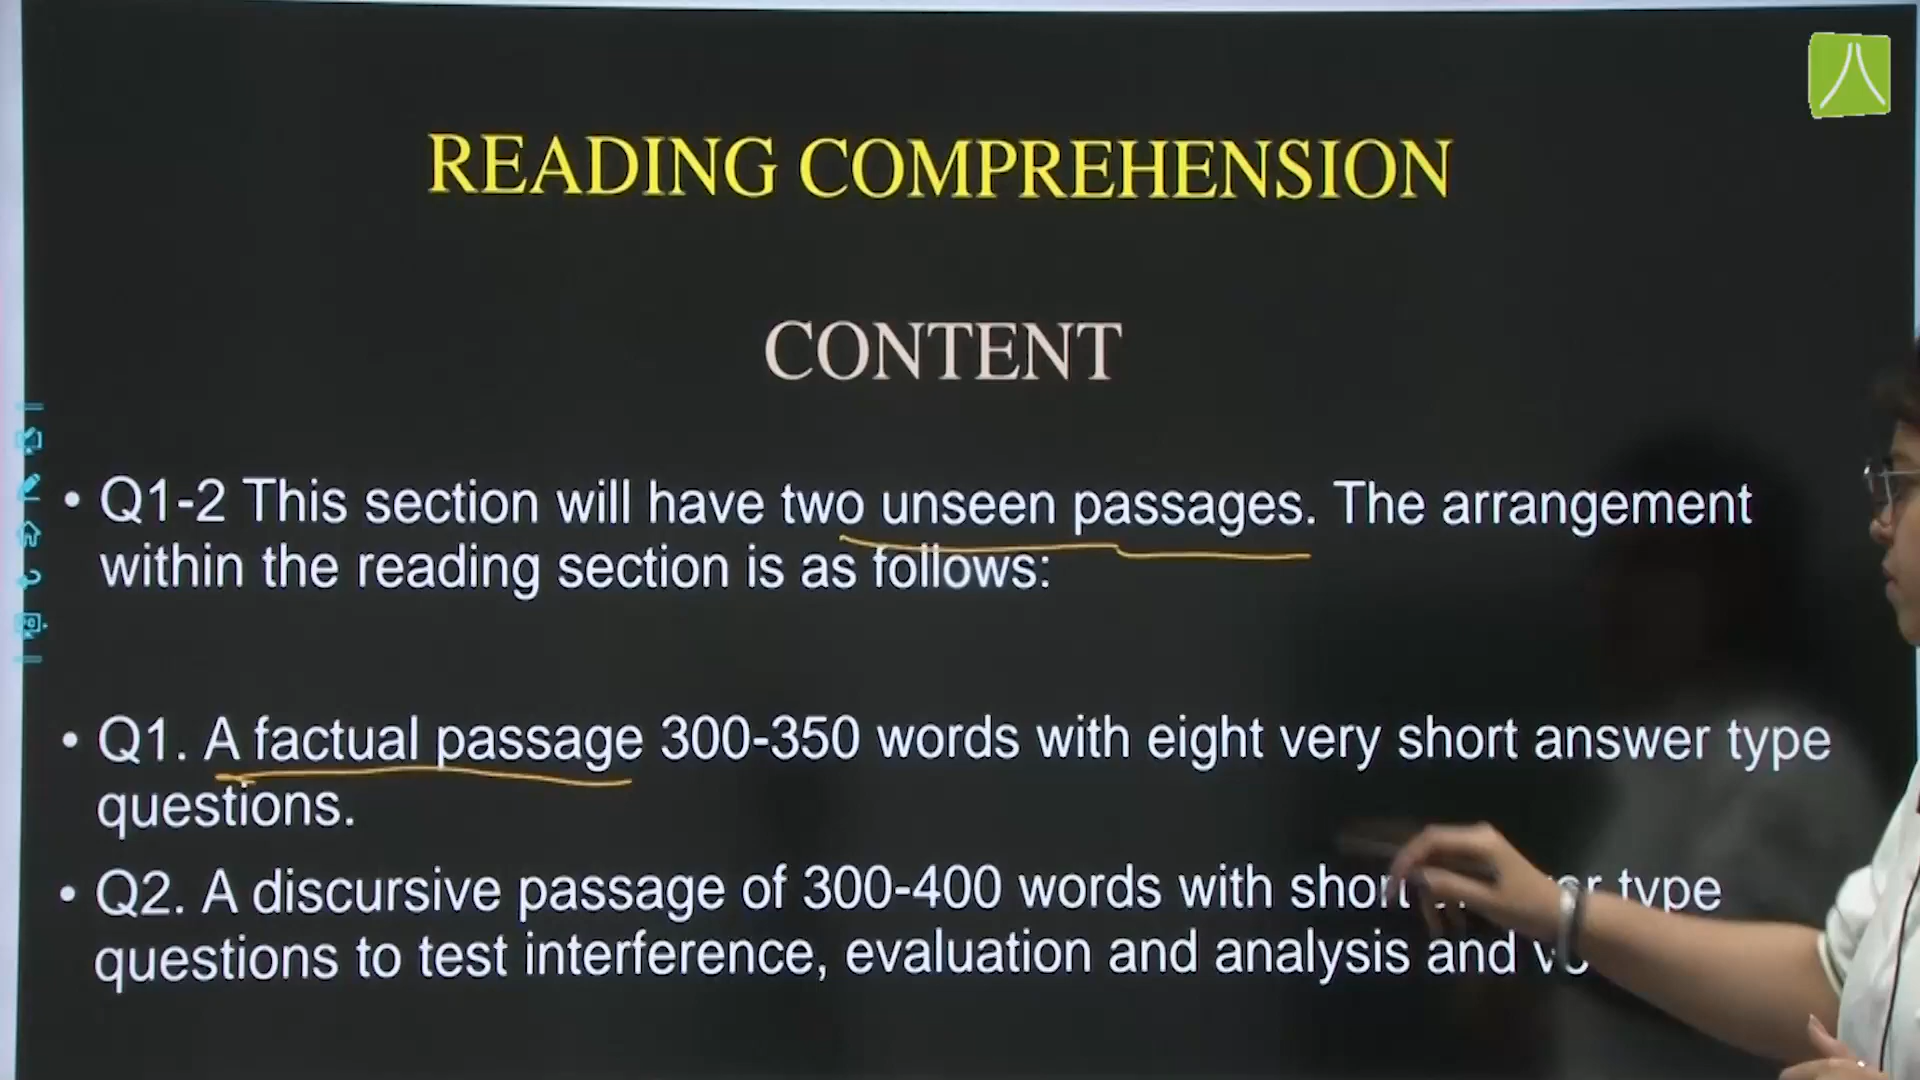 READING COMPREHENSION
CONTENT
• Q1-2 This section will have two unseen passages. The arrangement
within the reading section is as follows:
• Q1. A factual passage 300-350 words with eight very short answer type
questions.
• Q2. A discursive passage of 300-400 words with short type
questions to test interference, evaluation and analysis and